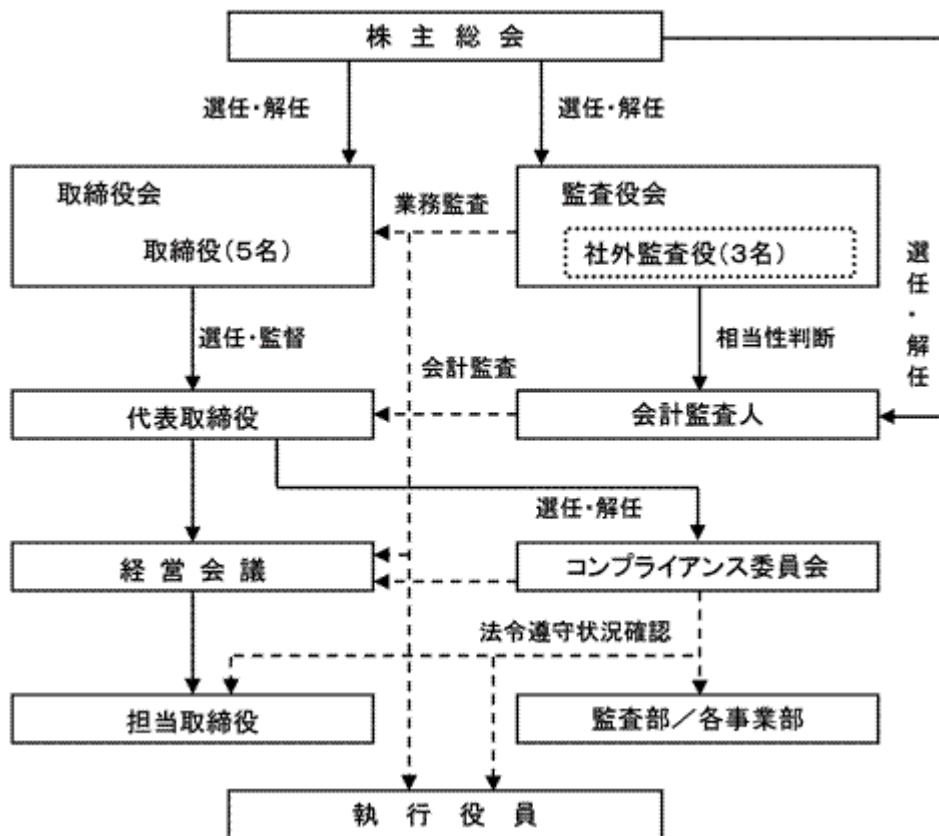 株主総会
選任・解任
選任・解任
取締役会
取締役(5名)
業務監査
監査役会
社外監査役(3名)
選任・解任
選任・監督
相当性判断
会計監査
代表取締役
会計監査人
選任・解任
経営会議
コンプライアンス委員会
法令遵守状況確認
担当取締役
監査部/各事業部
執行役員